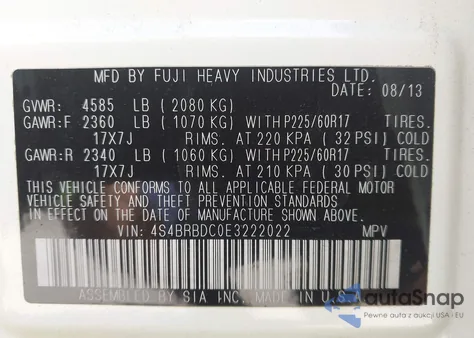 MFD BY FUJI HEAVY INDUSTRIES LTD.
DATE: 08/13
GVWR: 4585 LB ( 2080 KG)
GAWR:F 2360 LB ( 1070 KG) WITH P225/60R17 TIRES.
17X7J RIMS. AT 220 KPA ( 32 PSI) COLD
GAWR:R 2340 LB ( 1060 KG) WITH P225/60R17 TIRES.
17X7J RIMS. AT 210 KPA ( 30 PSI) COLD
THIS VEHICLE CONFORMS TO ALL APPLICABLE FEDERAL MOTOR
VEHICLE SAFETY AND THEFT PREVENTION STANDARDS IN
EFFECT ON THE DATE OF MANUFACTURE SHOWN ABOVE.
VIN: 4S4BRBDC0E3222022 MPV
ASSEMBLED BY SIA INC. MADE IN U.S.A.
autaSnap
Pewne auta z aukcji USA i EU